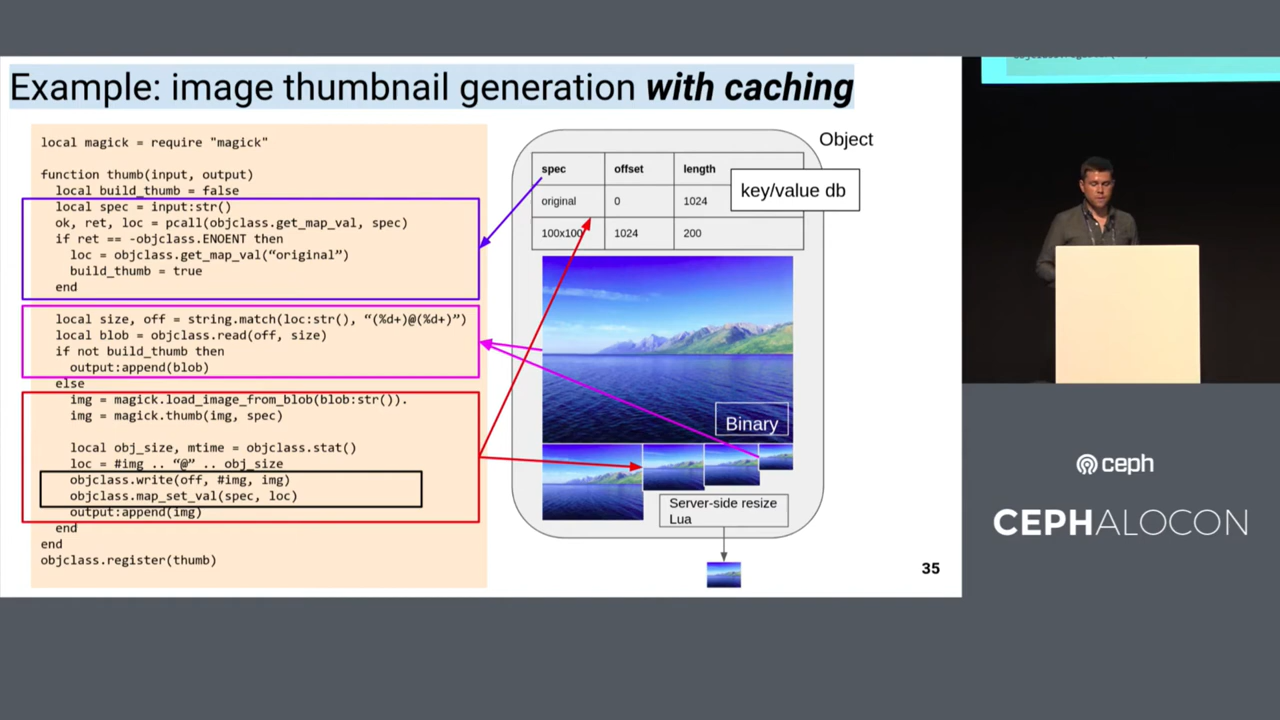 Example: image thumbnail generation with caching
local magick = require "magick"
function thumb(input, output)
local build_thumb = false
local spec = input:str()
ok, ret, loc = pcall(objclass.get_map_val, spec)
if ret == -objclass.ENOENT then
loc = objclass.get_map_val(“original”)
build_thumb = true
end
local size, off = string.match(loc:str(), “(%d+)@(%d+)”)
local blob = objclass.read(off, size)
if not build_thumb then
output:append(blob)
else
img = magick.load_image_from_blob(blob:str()).
img = magick.thumb(img, spec)
local obj_size, mtime = objclass.stat()
loc = #img .. “@” .. obj_size
objclass.write(off, #img, img)
objclass.map_set_val(spec, loc)
output:append(img)
end
end
objclass.register(thumb)
Object
spec offset length
key/value db
original 0 1024
100x100 1024 200
Binary
Server-side resize
Lua
35
ceph
CEPHALOCON